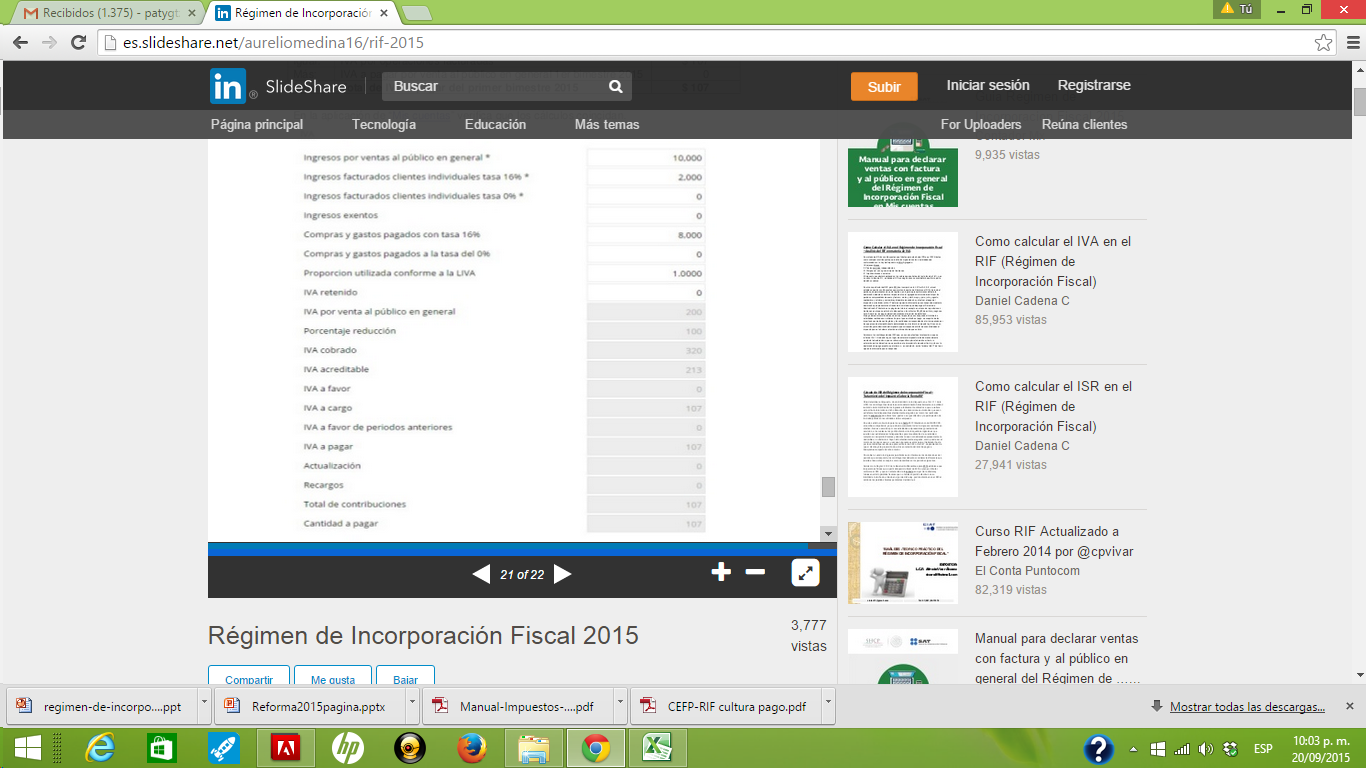 Recibidos (1.375) - patygt
Régimen de Incorporación
Tú
es.slideshare.net/aureliomedina16/rif-2015
in® SlideShare
Buscar
Subir
Iniciar sesión
Registrarse
Página principal
Tecnología
Educación
Más temas
For Uploaders
Reúna clientes
Ingresos por ventas al público en general * 10,000
Ingresos facturados clientes individuales tasa 16% * 2,000
Ingresos facturados clientes individuales tasa 0% * 0
Ingresos exentos 0
Compras y gastos pagados con tasa 16% 8,000
Compras y gastos pagados a la tasa del 0% 0
Proporcion utilizada conforme a la LIVA 1.0000
IVA retenido 0
IVA por venta al público en general 200
Porcentaje reducción 100
IVA cobrado 320
IVA acreditable 213
IVA a favor 0
IVA a cargo 107
IVA a favor de periodos anteriores 0
IVA a pagar 107
Actualización 0
Recargos 0
Total de contribuciones 107
Cantidad a pagar 107
21 of 22
Régimen de Incorporación Fiscal 2015
3,777
vistas
Compartir
Me gusta
Bajar
9,935 vistas
Manual para declarar
ventas con factura
y al público en general
del Régimen de
Incorporación Fiscal
en Mis cuentas
Como calcular el IVA en el
RIF (Régimen de
Incorporación Fiscal)
Daniel Cadena C
85,953 vistas
Como calcular el ISR en el
RIF (Régimen de
Incorporación Fiscal)
Daniel Cadena C
27,941 vistas
Curso RIF Actualizado a
Febrero 2014 por @cpvivar
El Conta Puntocom
82,319 vistas
SHCP
SAT
Manual para declarar ventas
con factura y al público en
general del Régimen de ……
regimen-de-incorpo....ppt
Reforma2015pagina.pptx
Manual-Impuestos-....pdf
CEFP-RIF cultura pago.pdf
Mostrar todas las descargas...
hp
ESP
10:03 p. m.
20/09/2015